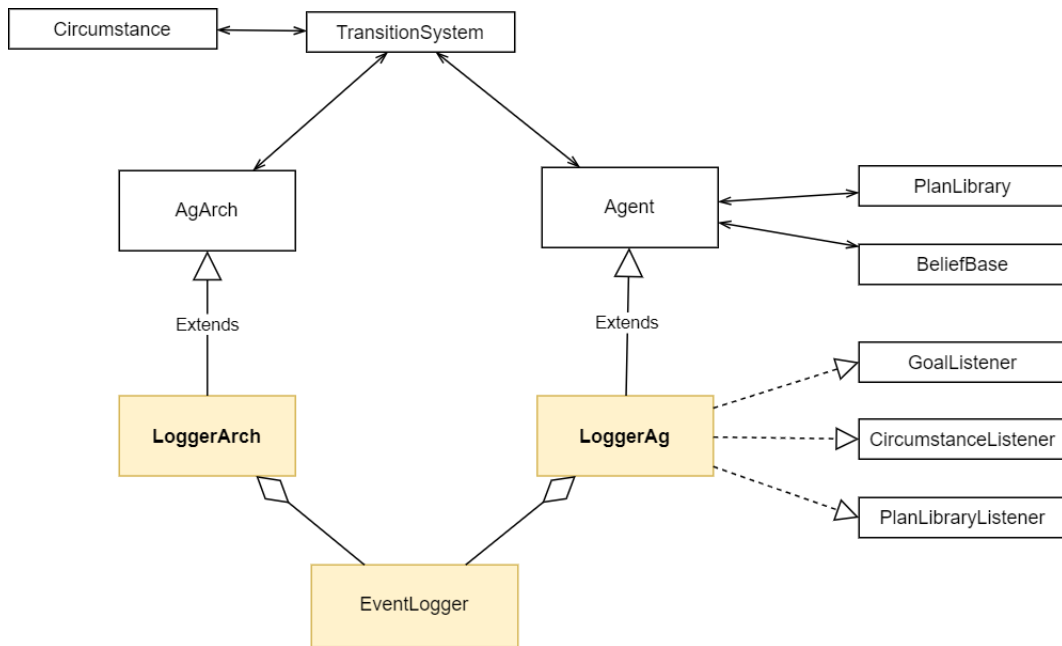 Circumstance
TransitionSystem
AgArch
Agent
PlanLibrary
BeliefBase
Extends
Extends
GoalListener
LoggerArch
LoggerAg
CircumstanceListener
PlanLibraryListener
EventLogger